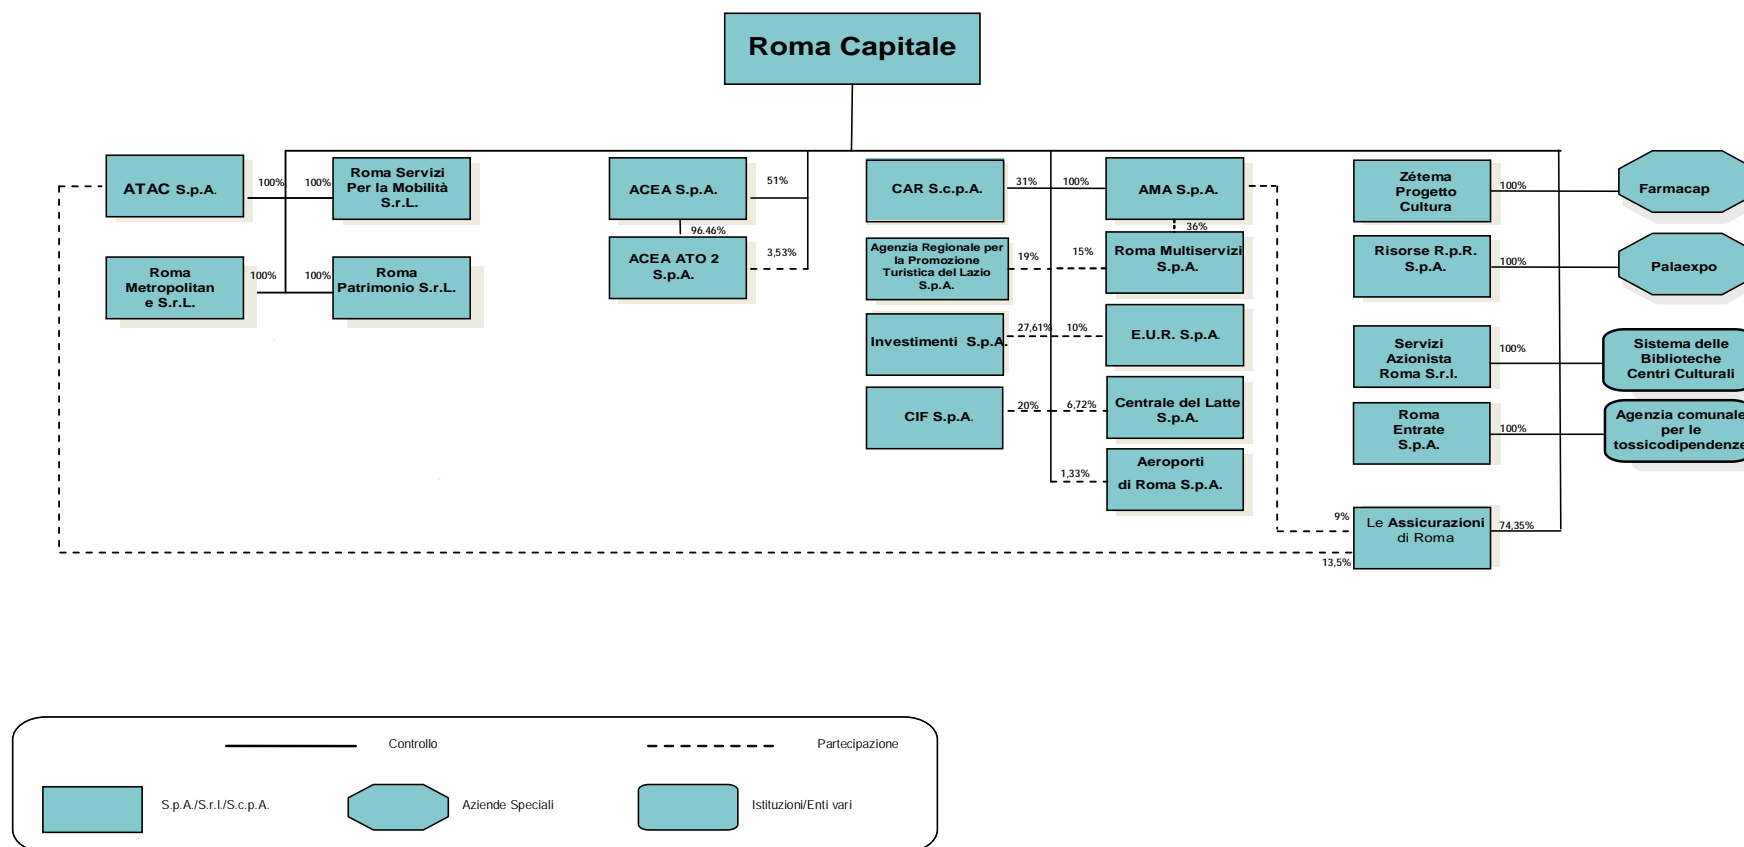 Roma Capitale
ATAC S.p.A.
100%
100%
Roma Servizi
Per la Mobilità
S.r.L.
Roma
Metropolitan
e S.r.L.
100%
100%
Roma
Patrimonio S.r.L.
ACEA S.p.A.
51%
96.46%
ACEA ATO 2
S.p.A.
3,53%
CAR S.c.p.A.
31%
100%
AMA S.p.A.
36%
Agenzia Regionale per
la Promozione
Turistica del Lazio
S.p.A.
19%
15%
Roma Multiservizi
S.p.A.
Investimenti S.p.A.
27,61%
10%
E.U.R. S.p.A.
CIF S.p.A.
20%
6,72%
Centrale del Latte
S.p.A.
1,33%
Aeroporti
di Roma S.p.A.
Zétema
Progetto
Cultura
100%
Farmacap
Risorse R.p.R.
S.p.A.
100%
Palaexpo
Servizi
Azionista
Roma S.r.l.
100%
Sistema delle
Biblioteche
Centri Culturali
Roma
Entrate
S.p.A.
100%
Agenzia comunale
per le
tossicodipendenze
9%
Le Assicurazioni
di Roma
74,35%
13,5%
Controllo
Partecipazione
S.p.A./S.r.l./S.c.p.A.
Aziende Speciali
Istituzioni/Enti vari